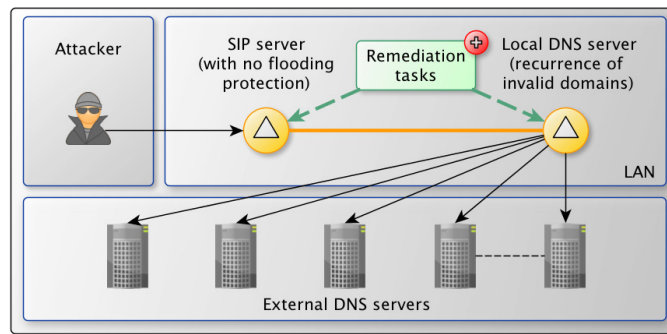 Attacker
SIP server
(with no flooding
protection)
Remediation
tasks
Local DNS server
(recurrence of
invalid domains)
LAN
External DNS servers